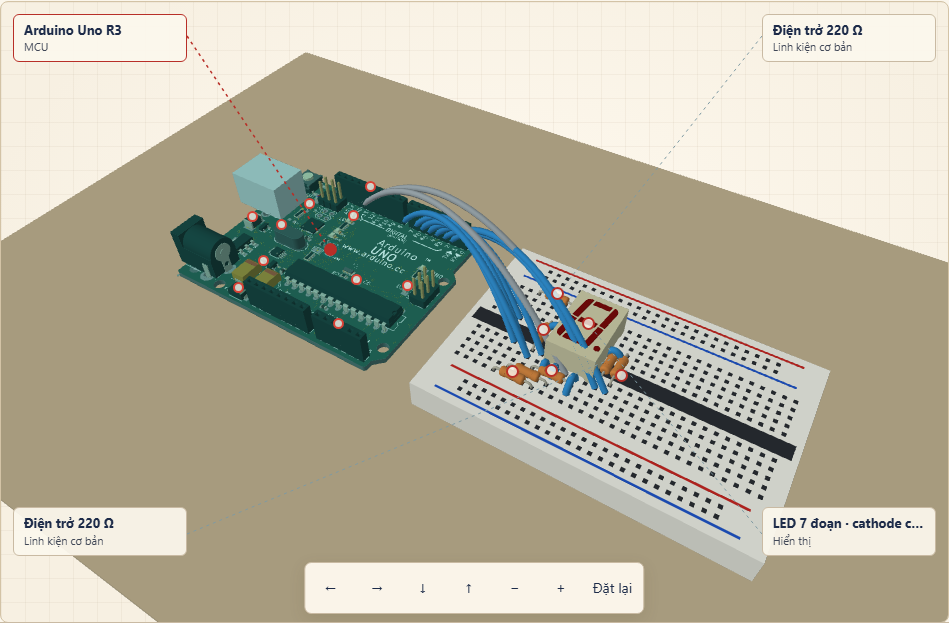 Arduino Uno R3
MCU
Điện trở 220 Ω
Linh kiện cơ bản
DIGITAL
Arduino
UNO
www.arduino.cc
Điện trở 220 Ω
Linh kiện cơ bản
LED 7 đoạn · cathode c...
Hiển thị
← → ↓ ↑ − + Đặt lại